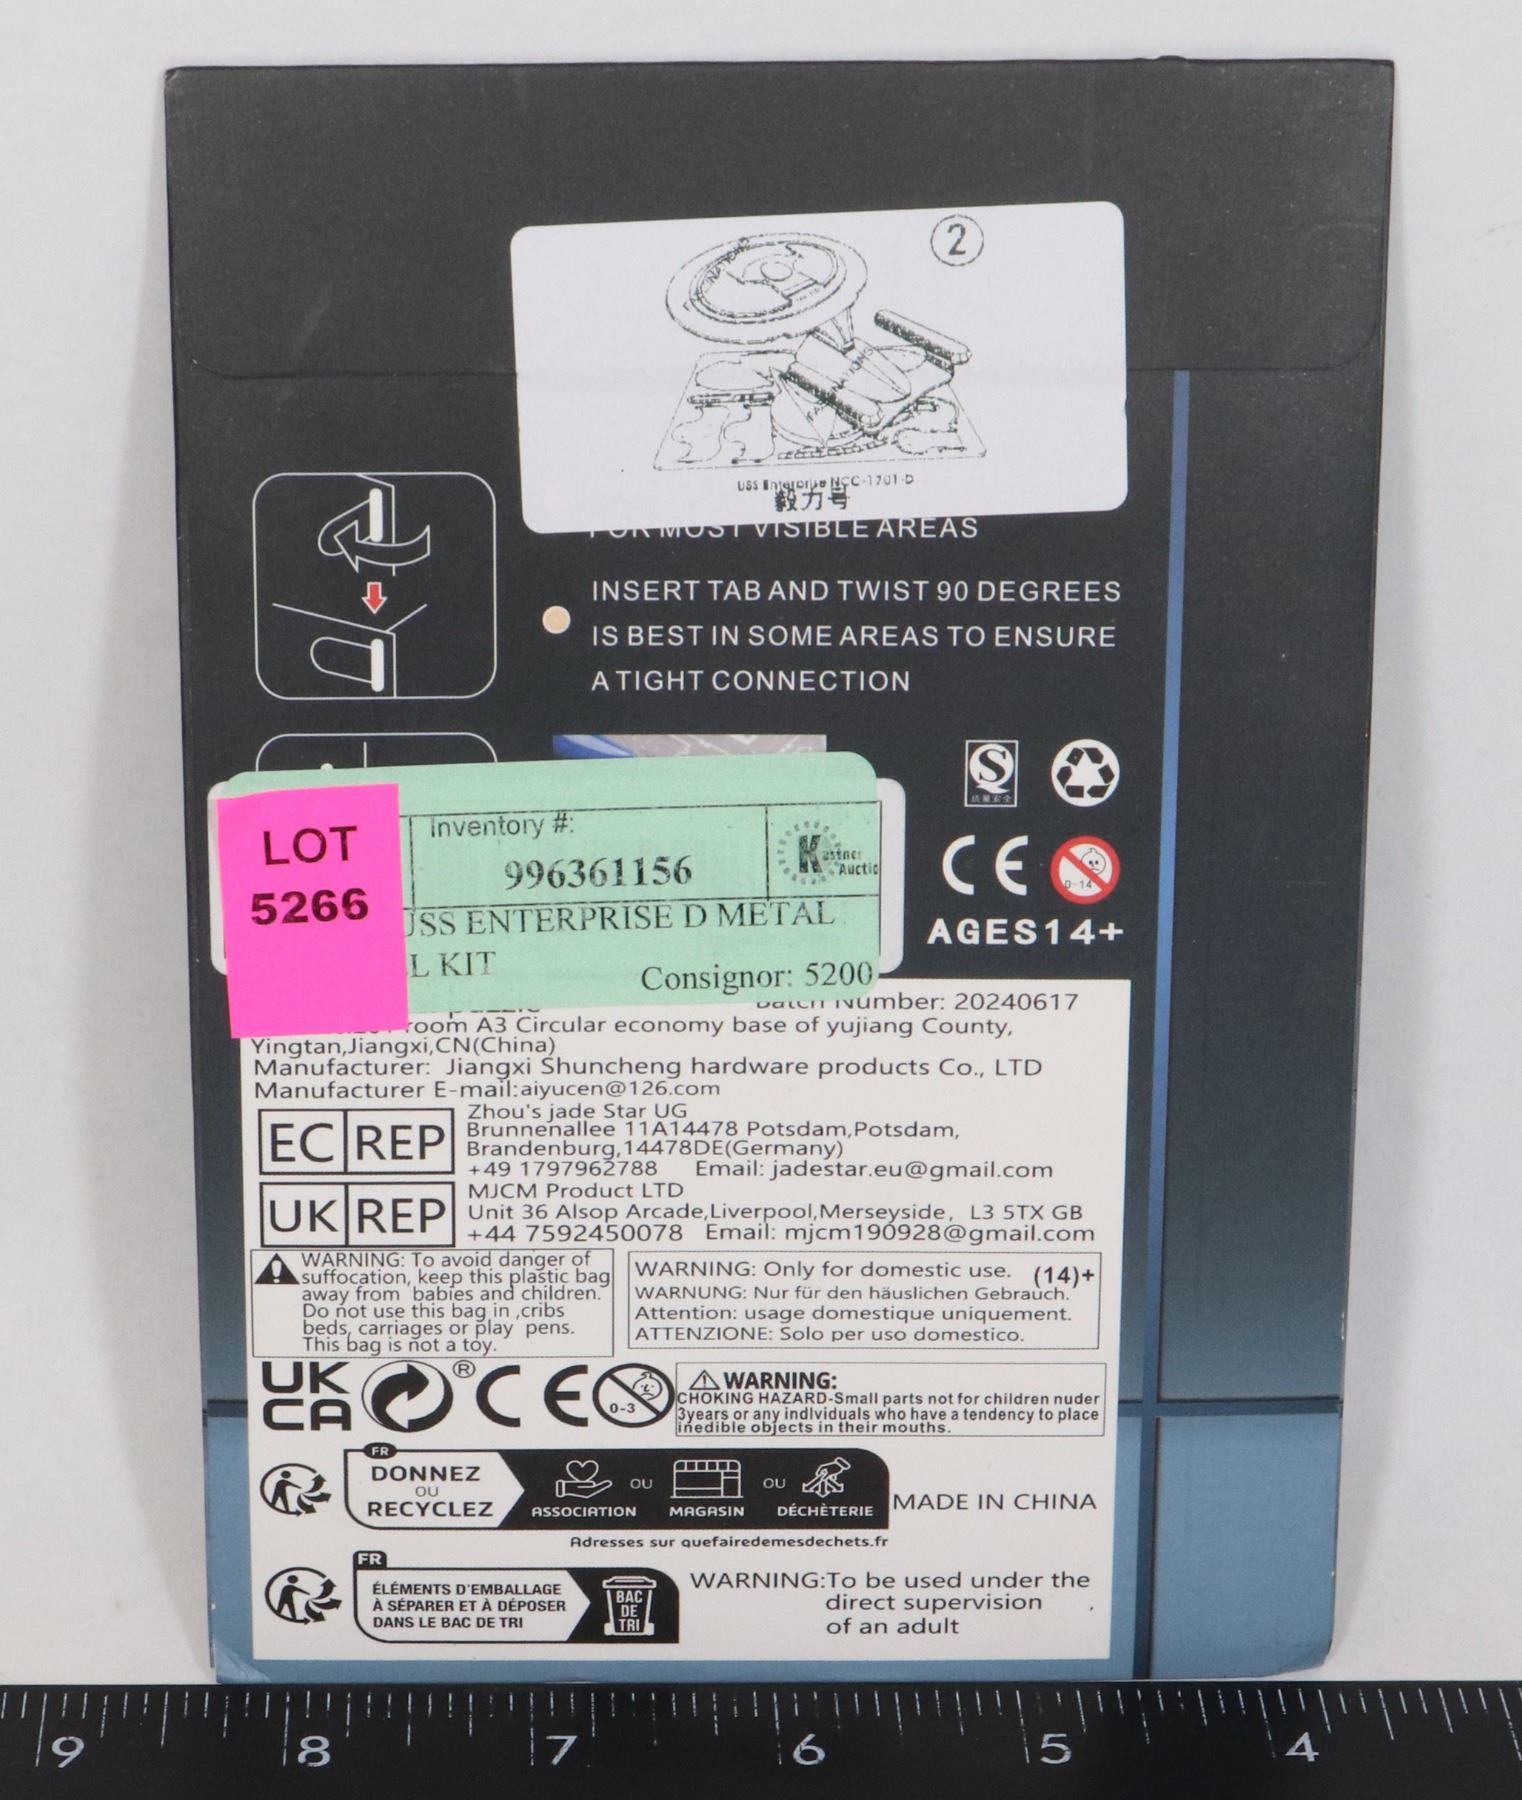 2
USS Enterprise NCC-1701-D
毅力号
FOR MOST VISIBLE AREAS
INSERT TAB AND TWIST 90 DEGREES
IS BEST IN SOME AREAS TO ENSURE
A TIGHT CONNECTION
质量安全
0-14
AGES14+
LOT
5266
Inventory #:
996361156
Kastner
Auctio
USS ENTERPRISE D METAL
L KIT
Consignor: 5200
puzzle Batch Number: 20240617
room A3 Circular economy base of yujiang County,
Yingtan,Jiangxi,CN(China)
Manufacturer: Jiangxi Shuncheng hardware products Co., LTD
Manufacturer E-mail:aiyucen@126.com
EC REP
Zhou's jade Star UG
Brunnenallee 11A14478 Potsdam,Potsdam,
Brandenburg,14478DE(Germany)
+49 1797962788 Email: jadestar.eu@gmail.com
UK REP
MJCM Product LTD
Unit 36 Alsop Arcade,Liverpool,Merseyside, L3 5TX GB
+44 7592450078 Email: mjcm190928@gmail.com
WARNING: To avoid danger of
suffocation, keep this plastic bag
away from babies and children.
Do not use this bag in ,cribs
beds, carriages or play pens.
This bag is not a toy.
WARNING: Only for domestic use. (14)+
WARNUNG: Nur für den häuslichen Gebrauch.
Attention: usage domestique uniquement.
ATTENZIONE: Solo per uso domestico.
UK
CA
® CE
0-3
WARNING:
CHOKING HAZARD-Small parts not for children nuder
3years or any individuals who have a tendency to place
inedible objects in their mouths.
FR
DONNEZ
OU
RECYCLEZ
ASSOCIATION OU MAGASIN OU DÉCHÈTERIE
MADE IN CHINA
Adresses sur quefairedemesdechets.fr
FR
ÉLÉMENTS D'EMBALLAGE
À SÉPARER ET À DÉPOSER
DANS LE BAC DE TRI
BAC
DE
TRI
WARNING:To be used under the
direct supervision
of an adult
9 8 7 6 5 4